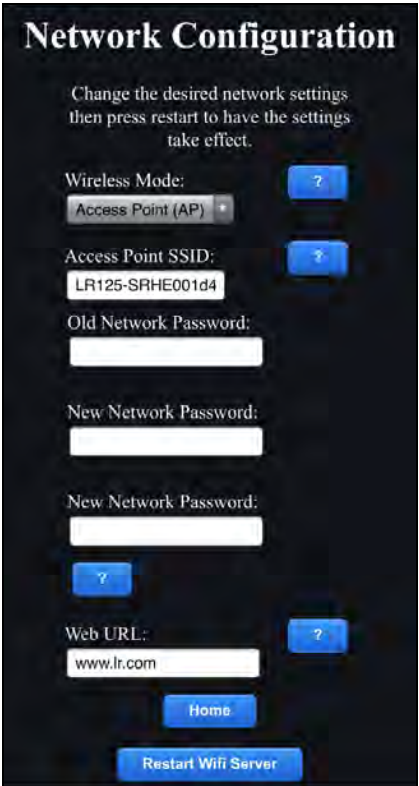 Network Configuration
Change the desired network settings
then press restart to have the settings
take effect.
Wireless Mode:
?
Access Point (AP)
Access Point SSID:
?
LR125-SRHE001d4
Old Network Password:
New Network Password:
New Network Password:
?
Web URL:
?
www.lr.com
Home
Restart Wifi Server